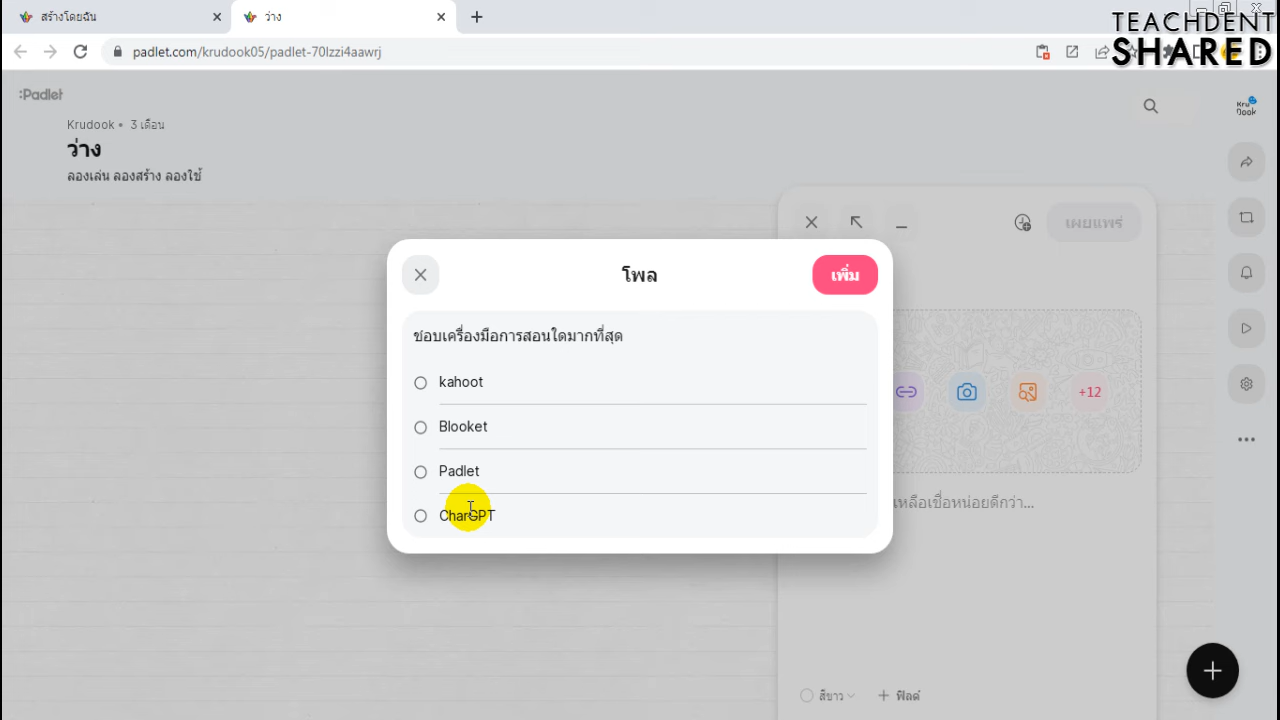 สร้างโดยฉัน
ว่าง
TEACHDENT
SHARED
padlet.com/krudook05/padlet-70lzzi4aawrj
:Padlet
Kru
Dook
Krudook • 3 เดือน
ว่าง
ลองเล่น ลองสร้าง ลองใช้
เผยแพร่
โพล
เพิ่ม
ชอบเครื่องมือการสอนใดมากที่สุด
kahoot
Blooket
Padlet
CharGPT
+12
เหลือเชื่อหน่อยดีกว่า...
สีขาว
+ ฟิลด์